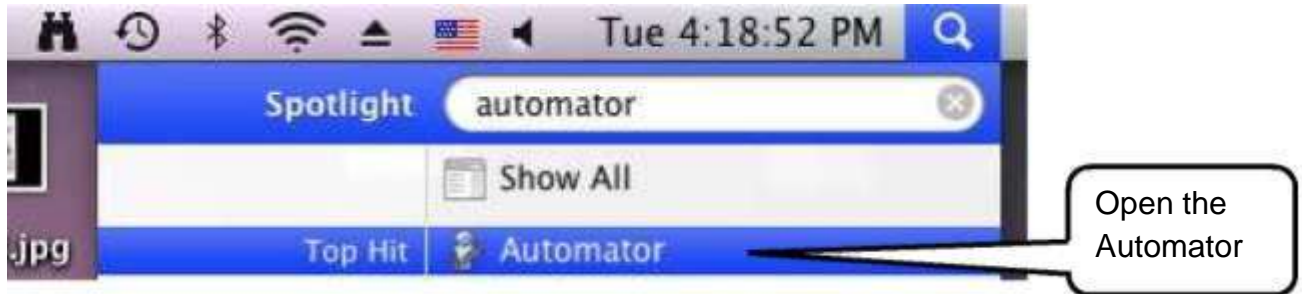 Tue 4:18:52 PM
Spotlight automator
Show All
.jpg Top Hit Automator
Open the
Automator